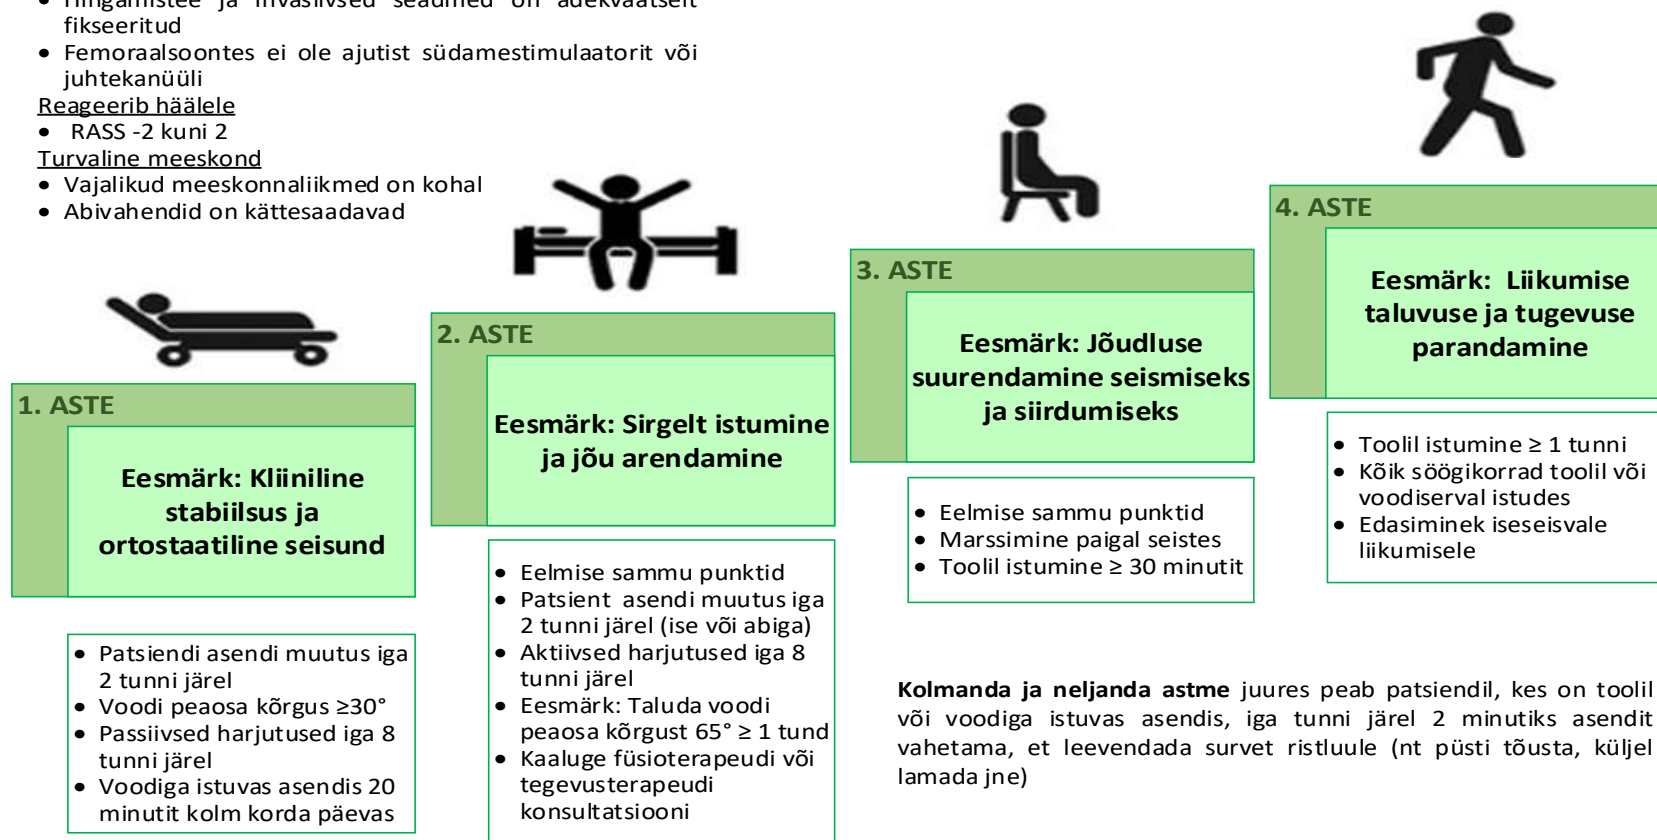 Hingamistee ja invasiivsed seadmed on adekvaatselt
fikseeritud
• Femoraalsoontes ei ole ajutist südamestimulaatorit või
juhtekanüüli
Reageerib häälele
• RASS -2 kuni 2
Turvaline meeskond
• Vajalikud meeskonnaliikmed on kohal
• Abivahendid on kättesaadavad
1. ASTE
Eesmärk: Kliiniline
stabiilsus ja
ortostaatiline seisund
• Patsiendi asendi muutus iga
2 tunni järel
• Voodi peaosa kõrgus ≥30°
• Passiivsed harjutused iga 8
tunni järel
• Voodiga istuvas asendis 20
minutit kolm korda päevas
2. ASTE
Eesmärk: Sirgelt istumine
ja jõu arendamine
• Eelmise sammu punktid
• Patsient asendi muutus iga
2 tunni järel (ise või abiga)
• Aktiivsed harjutused iga 8
tunni järel
• Eesmärk: Taluda voodi
peaosa kõrgust 65° ≥ 1 tund
• Kaaluge füsioterapeudi või
tegevusterapeudi
konsultatsiooni
3. ASTE
Eesmärk: Jõudluse
suurendamine seismiseks
ja siirdumiseks
• Eelmise sammu punktid
• Marssimine paigal seistes
• Toolil istumine ≥ 30 minutit
4. ASTE
Eesmärk: Liikumise
taluvuse ja tugevuse
parandamine
• Toolil istumine ≥ 1 tunni
• Kõik söögikorrad toolil või
voodiserval istudes
• Edasiminek iseseisvale
liikumisele
Kolmanda ja neljanda astme juures peab patsiendil, kes on toolil
või voodiga istuvas asendis, iga tunni järel 2 minutiks asendit
vahetama, et leevendada survet ristluule (nt püsti tõusta, küljel
lamada jne)